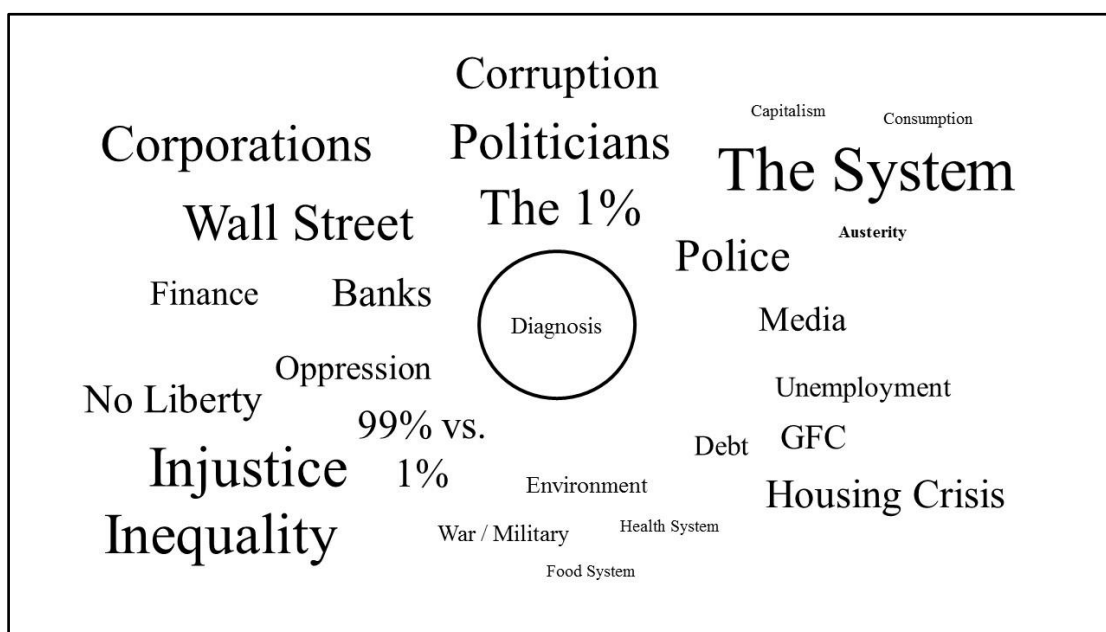 Corruption
Capitalism
Consumption
Corporations
Politicians
The System
The 1%
Wall Street
Austerity
Police
Finance
Banks
Diagnosis
Media
Oppression
Unemployment
No Liberty
99% vs.
1%
Debt
GFC
Injustice
Environment
Housing Crisis
Inequality
War / Military
Health System
Food System